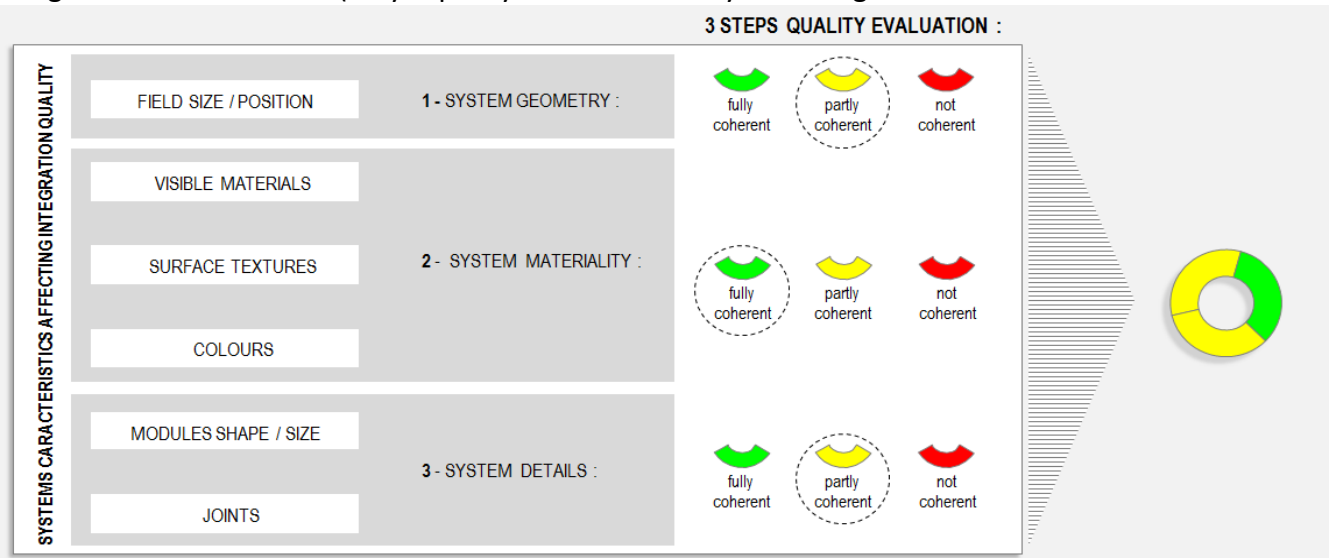 3 STEPS QUALITY EVALUATION :
SYSTEMS CARACTERISTICS AFFECTING INTEGRATION QUALITY
FIELD SIZE / POSITION
1 - SYSTEM GEOMETRY :
fully coherent
partly coherent
not coherent
VISIBLE MATERIALS
SURFACE TEXTURES
COLOURS
2 - SYSTEM MATERIALITY :
fully coherent
partly coherent
not coherent
MODULES SHAPE / SIZE
JOINTS
3 - SYSTEM DETAILS :
fully coherent
partly coherent
not coherent